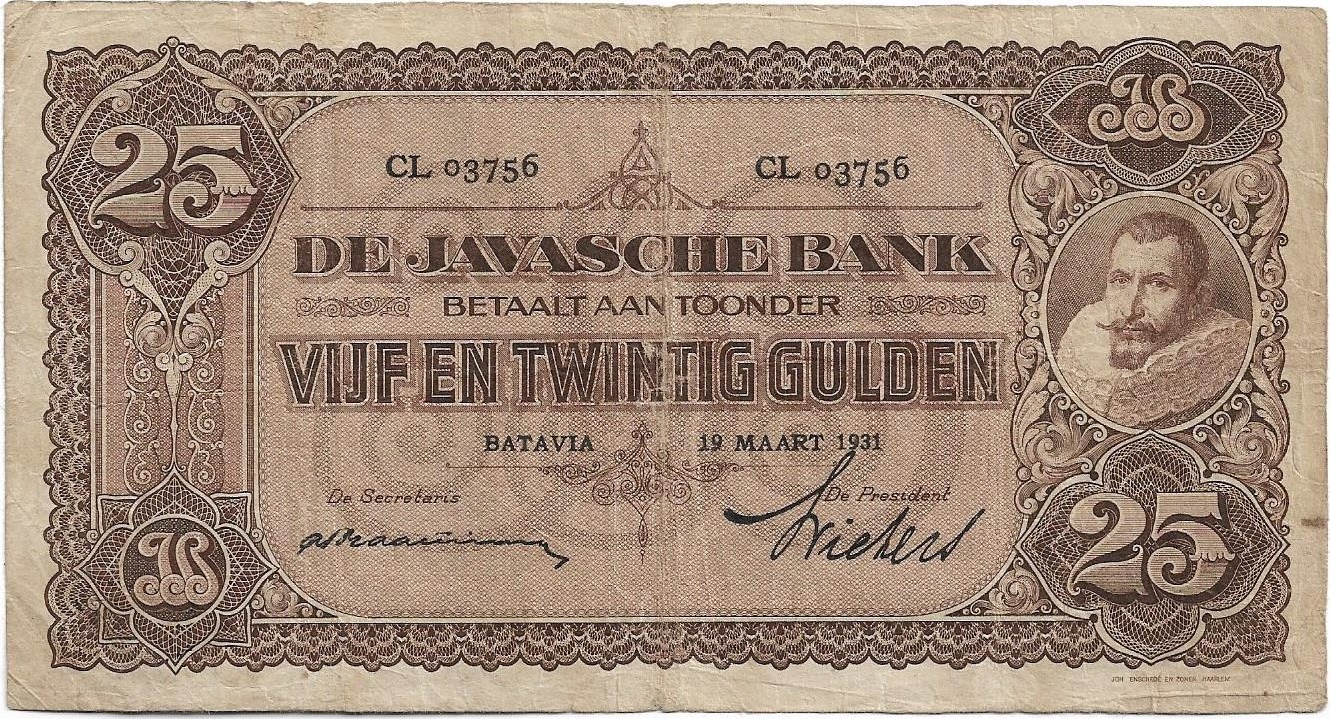 25
JB
CL 03756 CL 03756
DE JAVASCHE BANK
BETAALT AAN TOONDER
VIJF EN TWINTIG GULDEN
BATAVIA 19 MAART 1931
De Secretaris De President
JB
25
JOH. ENSCHEDÉ EN ZONEN. HAARLEM